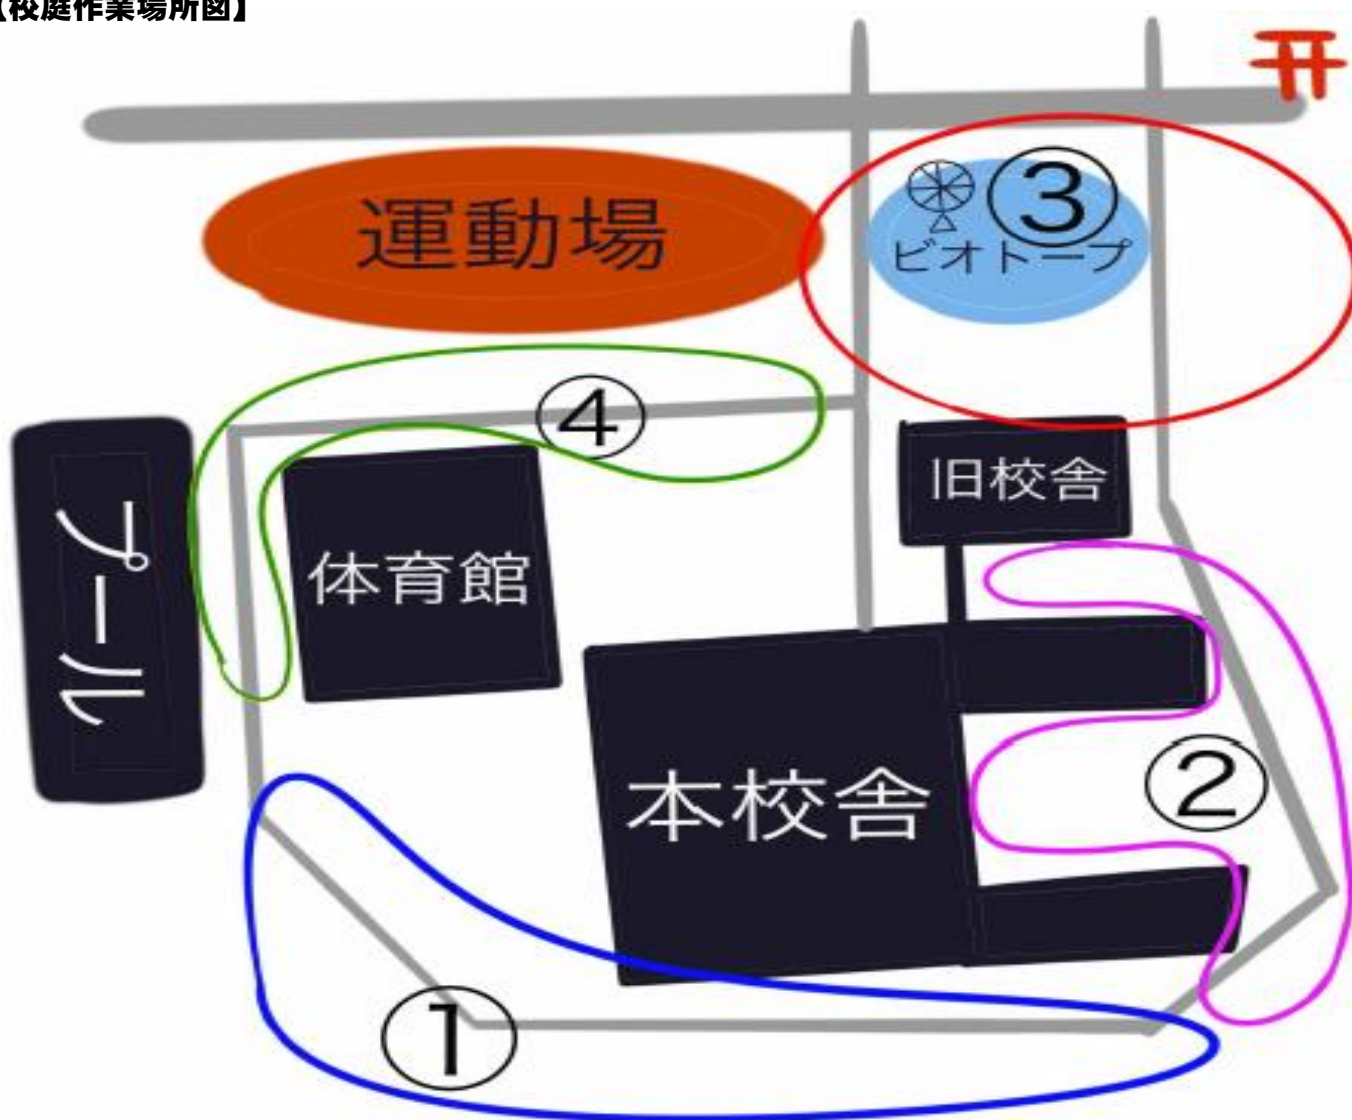 【校庭作業場所図】
運動場
③
ビオトープ
④
旧校舎
プール
体育館
本校舎
②
①